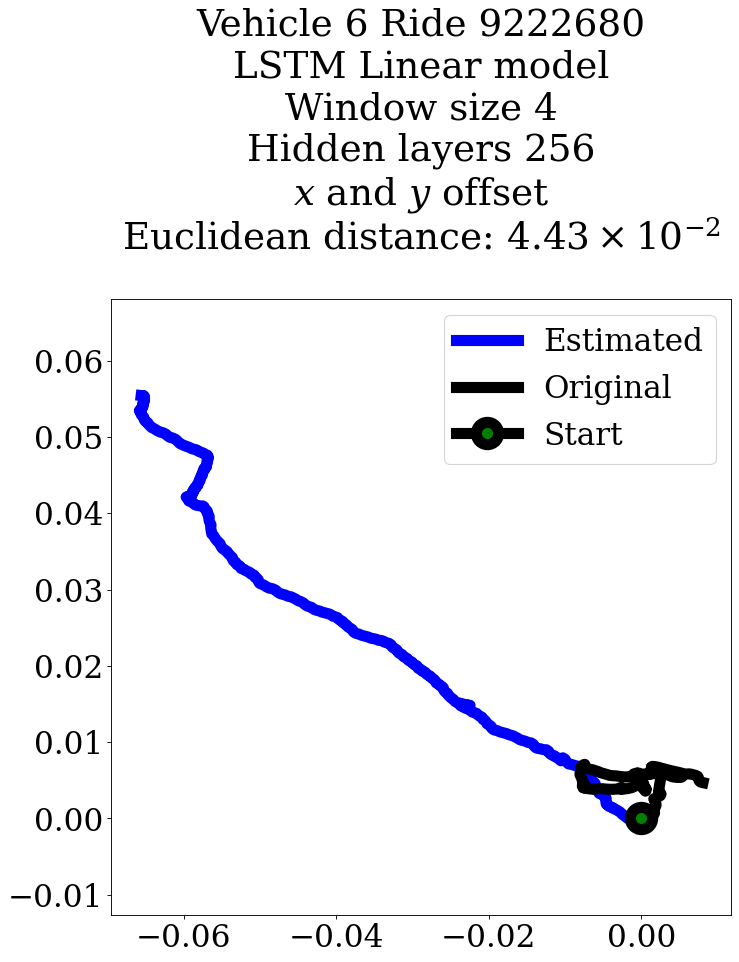 Vehicle 6 Ride 9222680
LSTM Linear model
Window size 4
Hidden layers 256
x and y offset
Euclidean distance: 4.43 × 10⁻²
Estimated
Original
Start
0.06
0.05
0.04
0.03
0.02
0.01
0.00
−0.01
−0.06 −0.04 −0.02 0.00